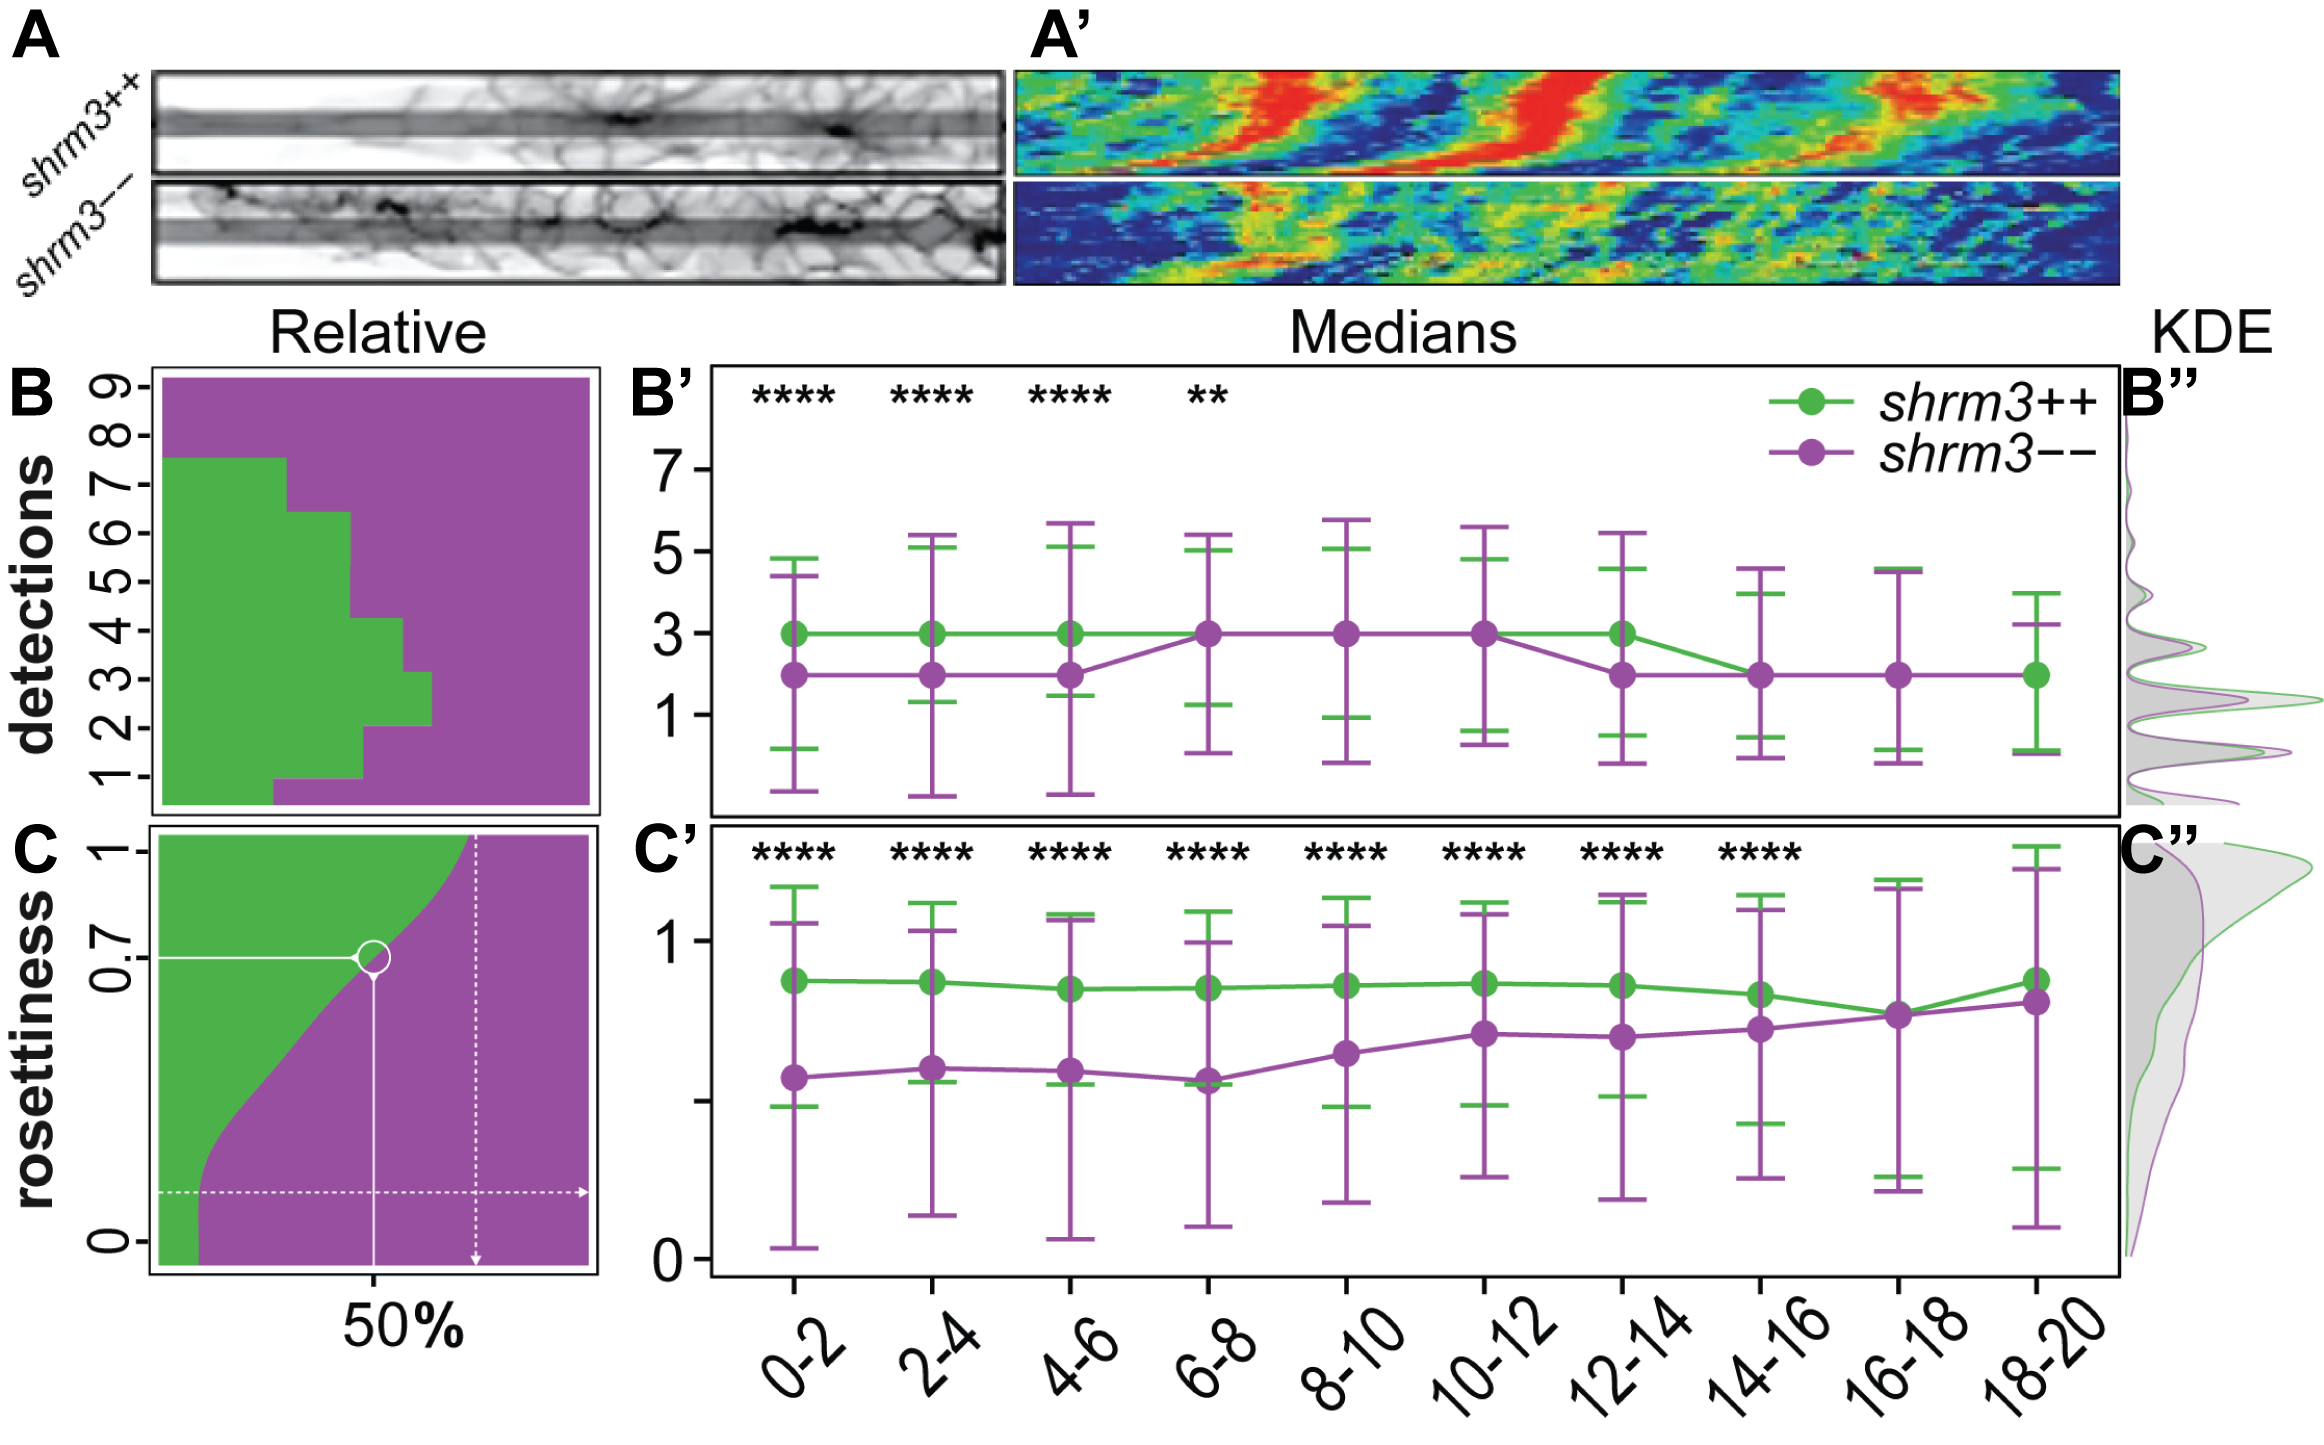 A A’
shrm3++
shrm3−−
Relative Medians KDE
B B’ B’’
**** **** **** **
shrm3++
shrm3−−
detections
9
8
7
6
5
4
3
2
1
7
5
3
1
C C’ C’’
**** **** **** **** **** **** **** ****
rosettiness
1
0.7
0
1
0
50%
0-2 2-4 4-6 6-8 8-10 10-12 12-14 14-16 16-18 18-20